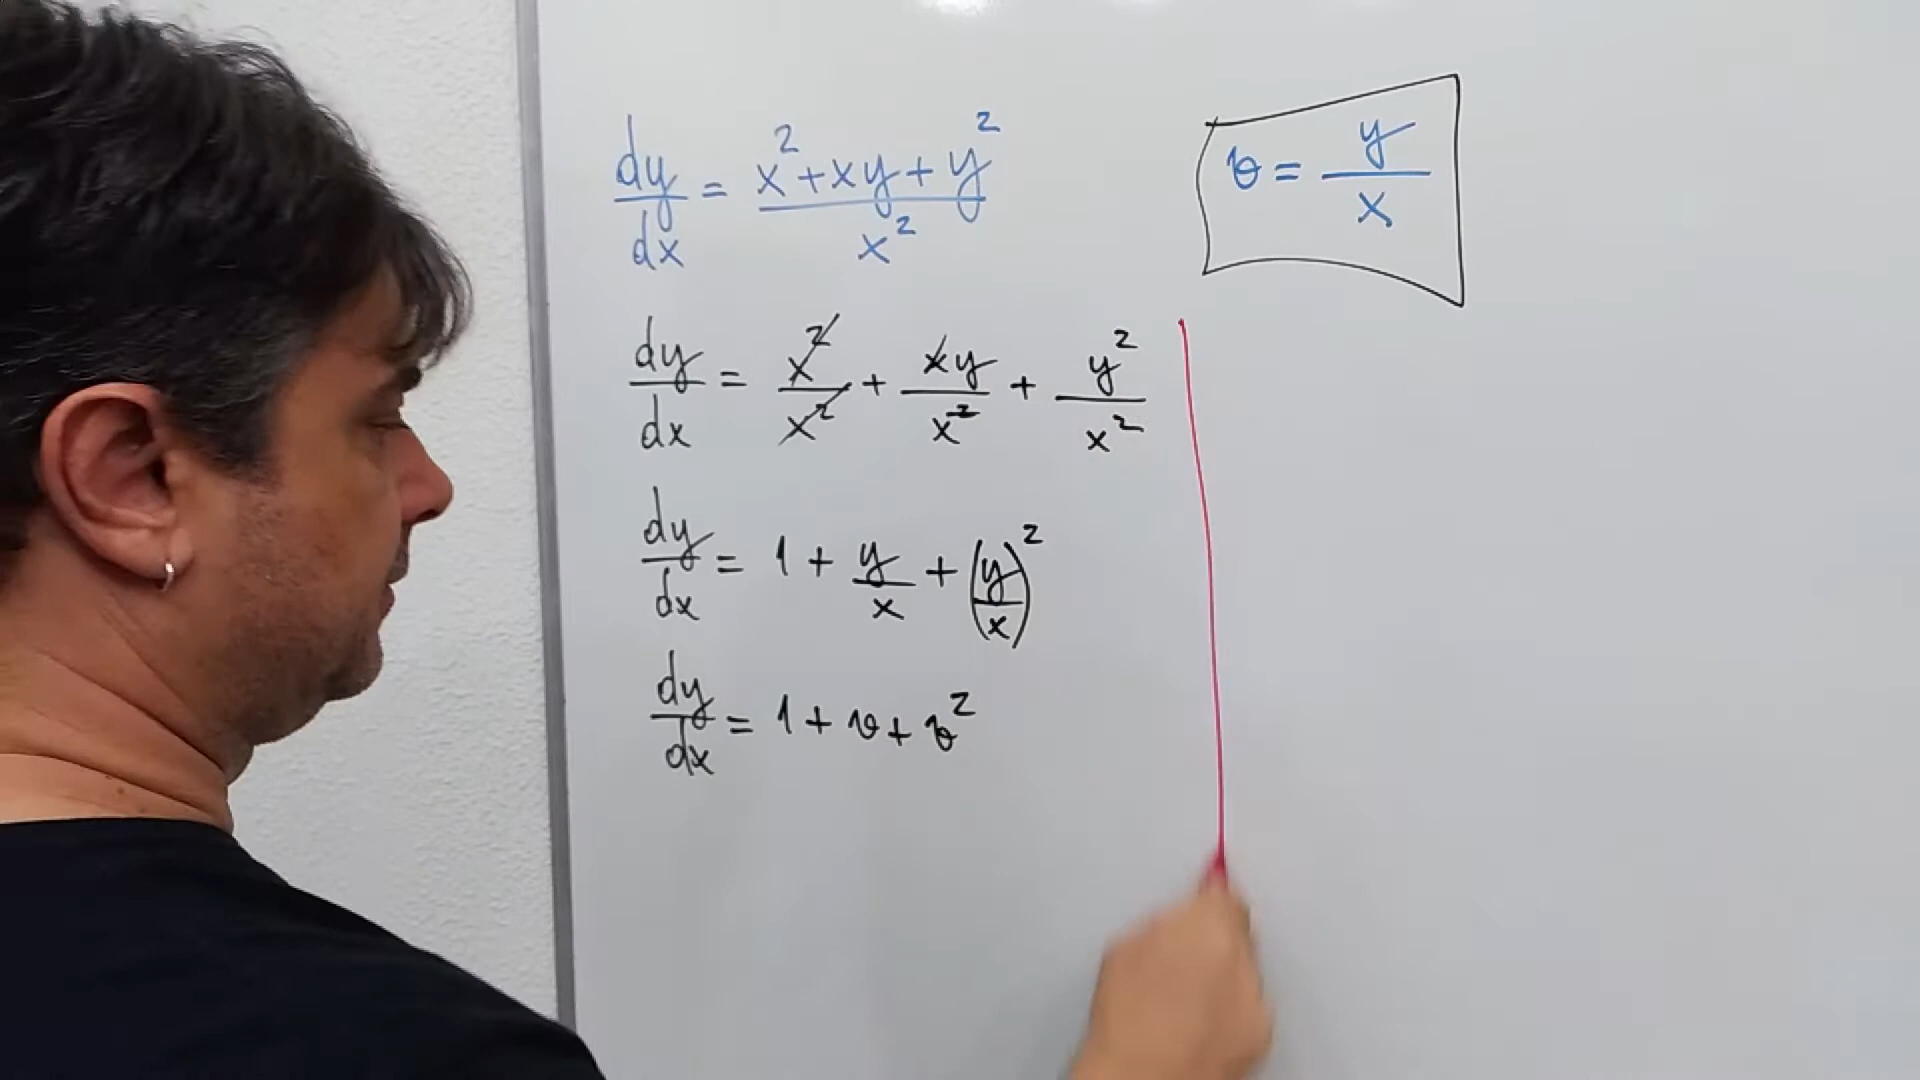 dy/dx = (x² + xy + y²)/x²
v = y/x
dy/dx = x²/x² + xy/x² + y²/x²
dy/dx = 1 + y/x + (y/x)²
dy/dx = 1 + v + v²